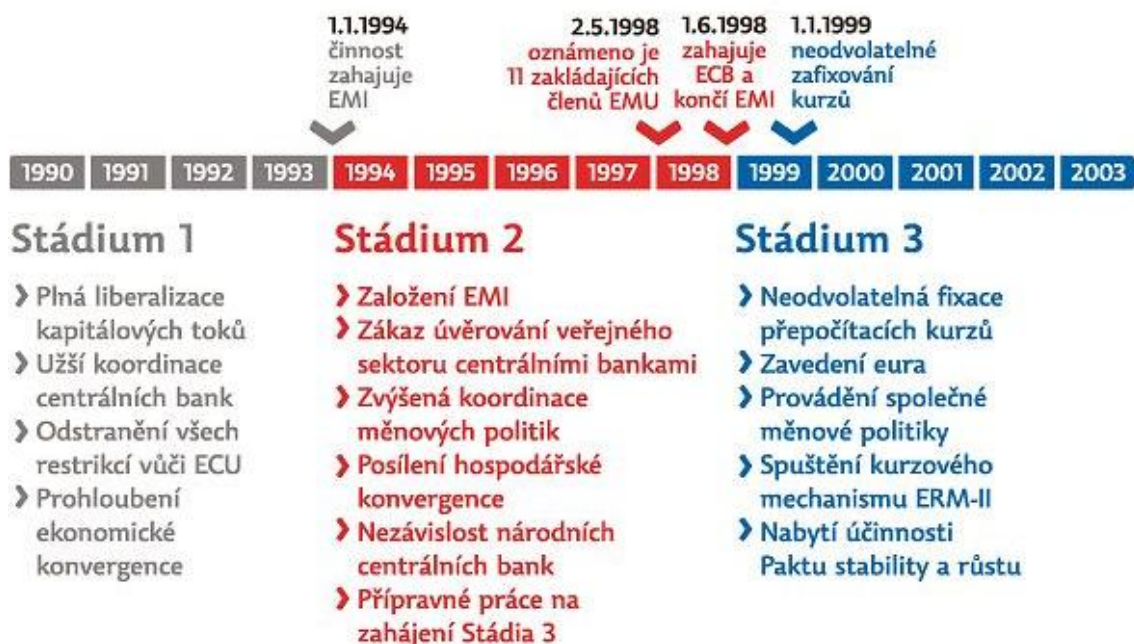 1.1.1994
činnost
zahajuje
EMI
2.5.1998
oznámeno je
11 zakládajících
členů EMU
1.6.1998
zahajuje
ECB a
končí EMI
1.1.1999
neodvolatelné
zafixování
kurzů
1990 1991 1992 1993 1994 1995 1996 1997 1998 1999 2000 2001 2002 2003
Stádium 1
❯ Plná liberalizace
kapitálových toků
❯ Užší koordinace
centrálních bank
❯ Odstranění všech
restrikcí vůči ECU
❯ Prohloubení
ekonomické
konvergence
Stádium 2
❯ Založení EMI
❯ Zákaz úvěrování veřejného
sektoru centrálními bankami
❯ Zvýšená koordinace
měnových politik
❯ Posílení hospodářské
konvergence
❯ Nezávislost národních
centrálních bank
❯ Přípravné práce na
zahájení Stádia 3
Stádium 3
❯ Neodvolatelná fixace
přepočítacích kurzů
❯ Zavedení eura
❯ Provádění společné
měnové politiky
❯ Spuštění kurzového
mechanismu ERM-II
❯ Nabytí účinnosti
Paktu stability a růstu